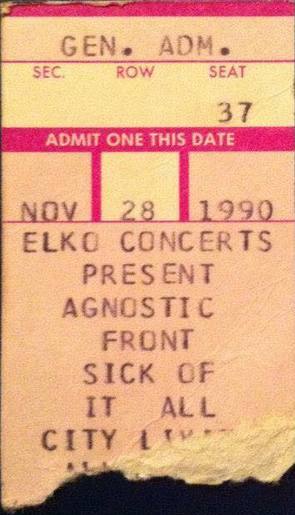 GEN. ADM.
SEC. ROW SEAT
37
ADMIT ONE THIS DATE
NOV 28 1990
ELKO CONCERTS
PRESENT
AGNOSTIC
FRONT
SICK OF
IT ALL
CITY